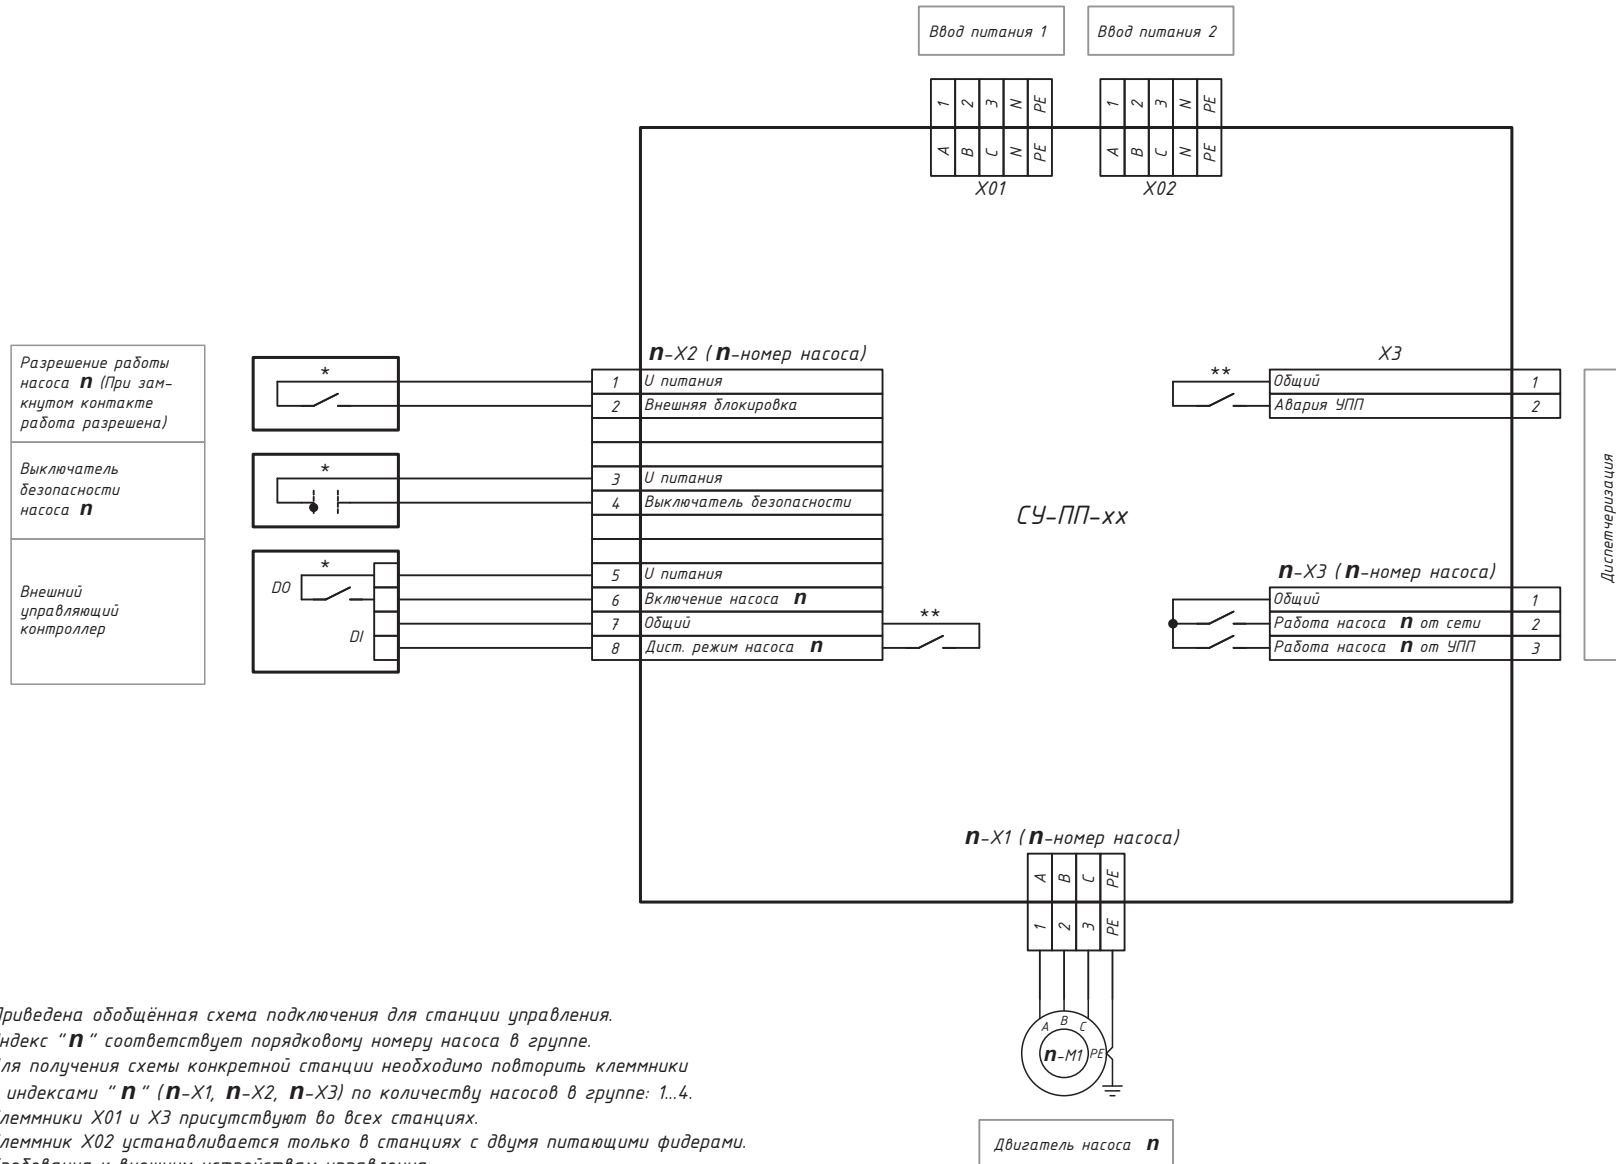 Ввод питания 1
Ввод питания 2
1 2 3 N PE
1 2 3 N PE
A B C N PE
A B C N PE
X01
X02
Разрешение работы
насоса n (При зам-
кнутом контакте
работа разрешена)
Выключатель
безопасности
насоса n
Внешний
управляющий
контроллер
*
*
*
DO
DI
n-X2 (n-номер насоса)
1 U питания
2 Внешняя блокировка
3 U питания
4 Выключатель безопасности
5 U питания
6 Включение насоса n
7 Общий
8 Дист. режим насоса n
**
СУ-ПП-xx
X3
**
Общий 1
Авария УПП 2
n-X3 (n-номер насоса)
Общий 1
Работа насоса n от сети 2
Работа насоса n от УПП 3
Диспетчеризация
n-X1 (n-номер насоса)
A B C PE
1 2 3 PE
A B C
n-M1 PE
Двигатель насоса n
Приведена обобщённая схема подключения для станции управления.
ндекс "n" соответствует порядковому номеру насоса в группе.
ля получения схемы конкретной станции необходимо повторить клеммники
индексами "n" (n-X1, n-X2, n-X3) по количеству насосов в группе: 1...4.
леммники X01 и X3 присутствуют во всех станциях.
леммник X02 устанавливается только в станциях с двумя питающими фидерами.